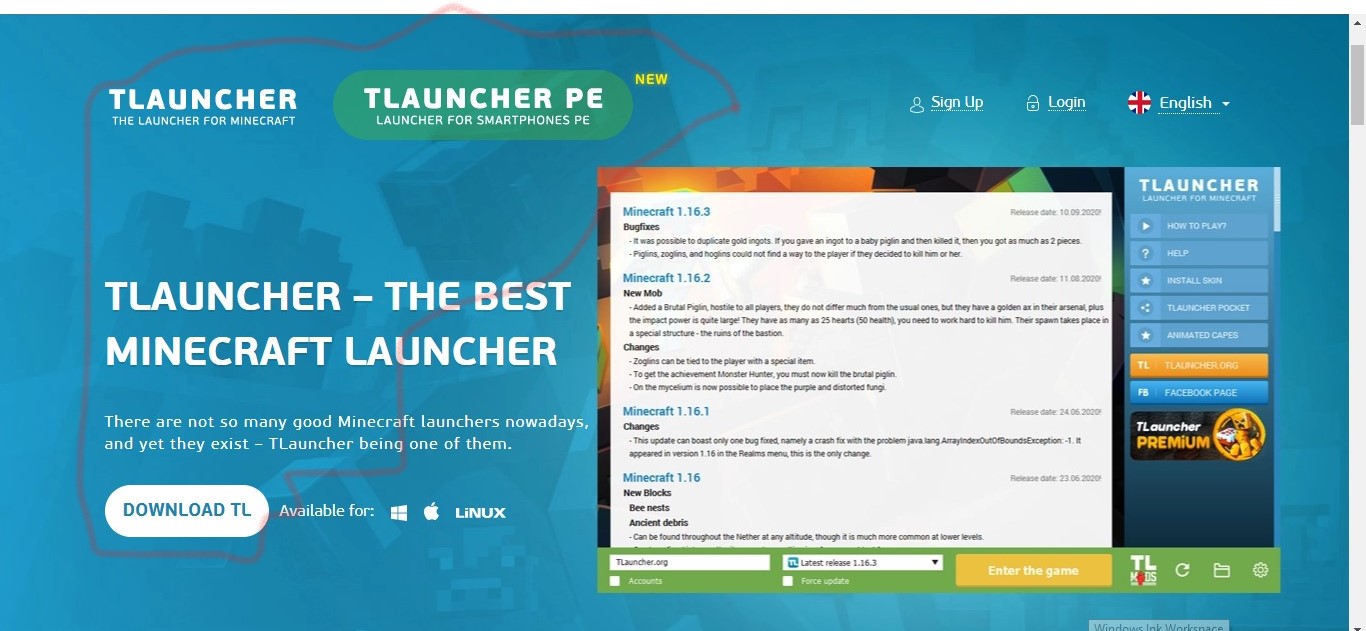 TLAUNCHER
THE LAUNCHER FOR MINECRAFT
TLAUNCHER PE
LAUNCHER FOR SMARTPHONES PE
NEW
Sign Up
Login
English
TLAUNCHER – THE BEST
MINECRAFT LAUNCHER
There are not so many good Minecraft launchers nowadays,
and yet they exist – TLauncher being one of them.
DOWNLOAD TL
Available for:
LiNUX
Minecraft 1.16.3
Release date: 10.09.2020!
Bugfixes
- It was possible to duplicate gold ingots. If you gave an ingot to a baby piglin and then killed it, then you got as much as 2 pieces.
- Piglins, zoglins, and hoglins could not find a way to the player if they decided to kill him or her.
Minecraft 1.16.2
Release date: 11.08.2020!
New Mob
- Added a Brutal Piglin, hostile to all players, they do not differ much from the usual ones, but they have a golden ax in their arsenal, plus
the impact power is quite large! They have as many as 25 hearts (50 health), you need to work hard to kill him. Their spawn takes place in
a special structure - the ruins of the bastion.
Changes
- Zoglins can be tied to the player with a special item.
- To get the achievement Monster Hunter, you must now kill the brutal piglin.
- On the mycelium is now possible to place the purple and distorted fungi.
Minecraft 1.16.1
Release date: 24.06.2020!
Changes
- This update can boast only one bug fixed, namely a crash fix with the problem java.lang.ArrayIndexOutOfBoundsException: -1. It
appeared in version 1.16 in the Realms menu, this is the only change.
Minecraft 1.16
Release date: 23.06.2020!
New Blocks
Bee nests
Ancient debris
- Can be found throughout the Nether at any altitude, though it is much more common at lower levels.
TLAUNCHER
LAUNCHER FOR MINECRAFT
HOW TO PLAY?
HELP
INSTALL SKIN
TLAUNCHER POCKET
ANIMATED CAPES
TL TLAUNCHER.ORG
FB FACEBOOK PAGE
TLauncher
PREMiUM
TLauncher.org
Accounts
TL Latest release 1.16.3
Force update
Enter the game
TL
MODS
Windows Ink Workspace